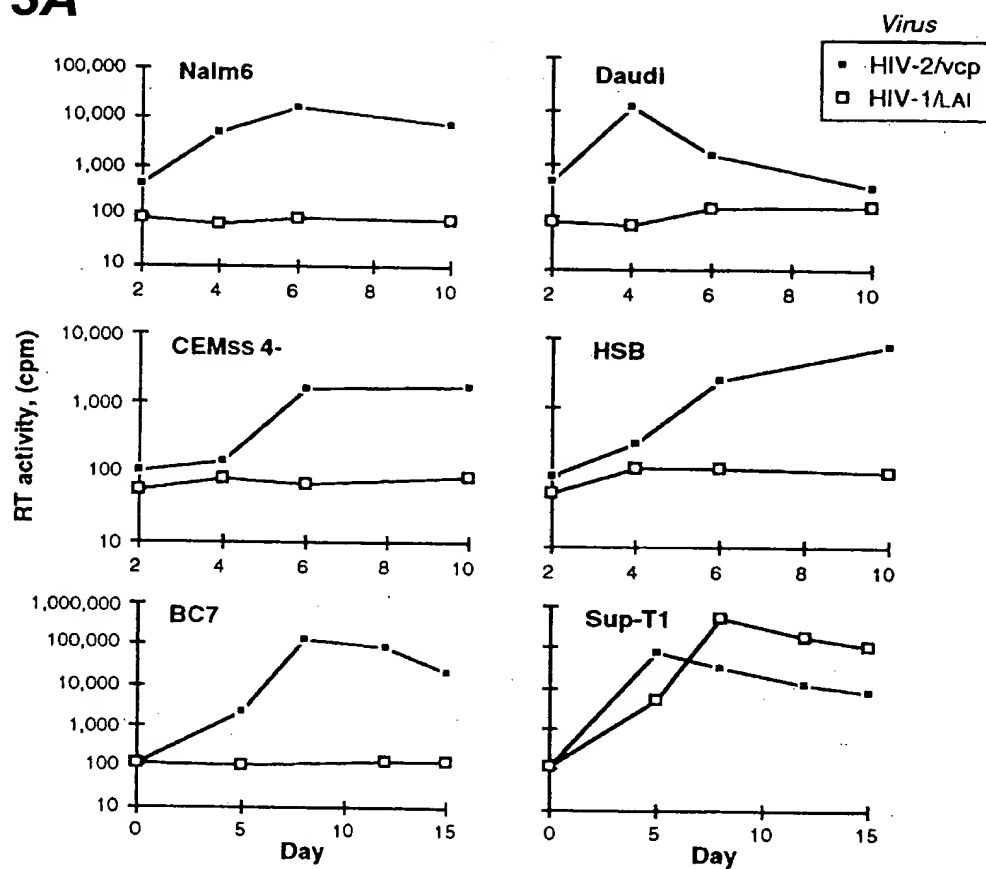 3A
Virus
HIV-2/vcp
HIV-1/LAI
Nalm6
100,000
10,000
1,000
100
10
2 4 6 8 10
Daudi
2 4 6 8 10
RT activity, (cpm)
CEMss 4-
10,000
1,000
100
10
2 4 6 8 10
HSB
2 4 6 8 10
BC7
1,000,000
100,000
10,000
1,000
100
10
0 5 10 15
Day
Sup-T1
0 5 10 15
Day